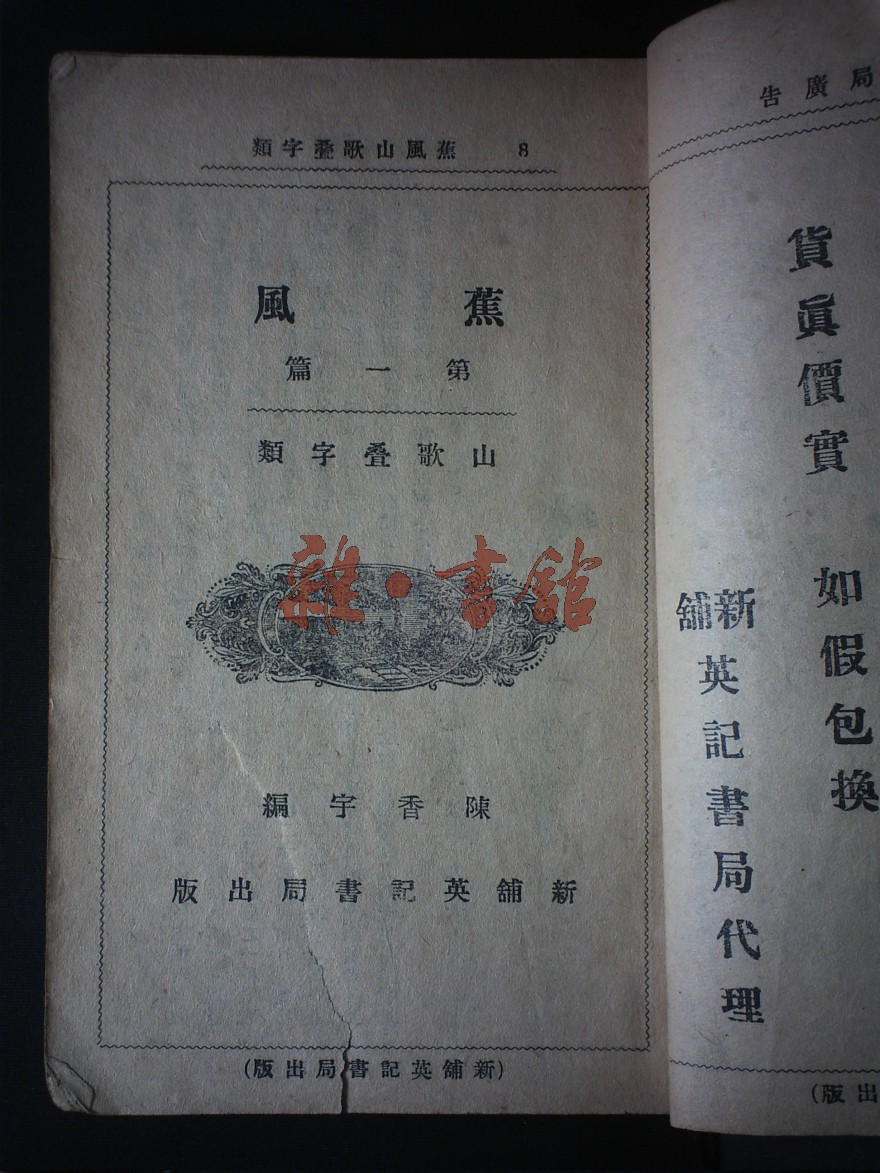 局廣告
貨眞價實 如假包換
新舖英記書局代理
出版)
8 蕉風山歌叠字類
蕉風
第一篇
山歌叠字類
雜·書舘
陳香字編
新舖英記書局出版
(新舖英記書局出版)